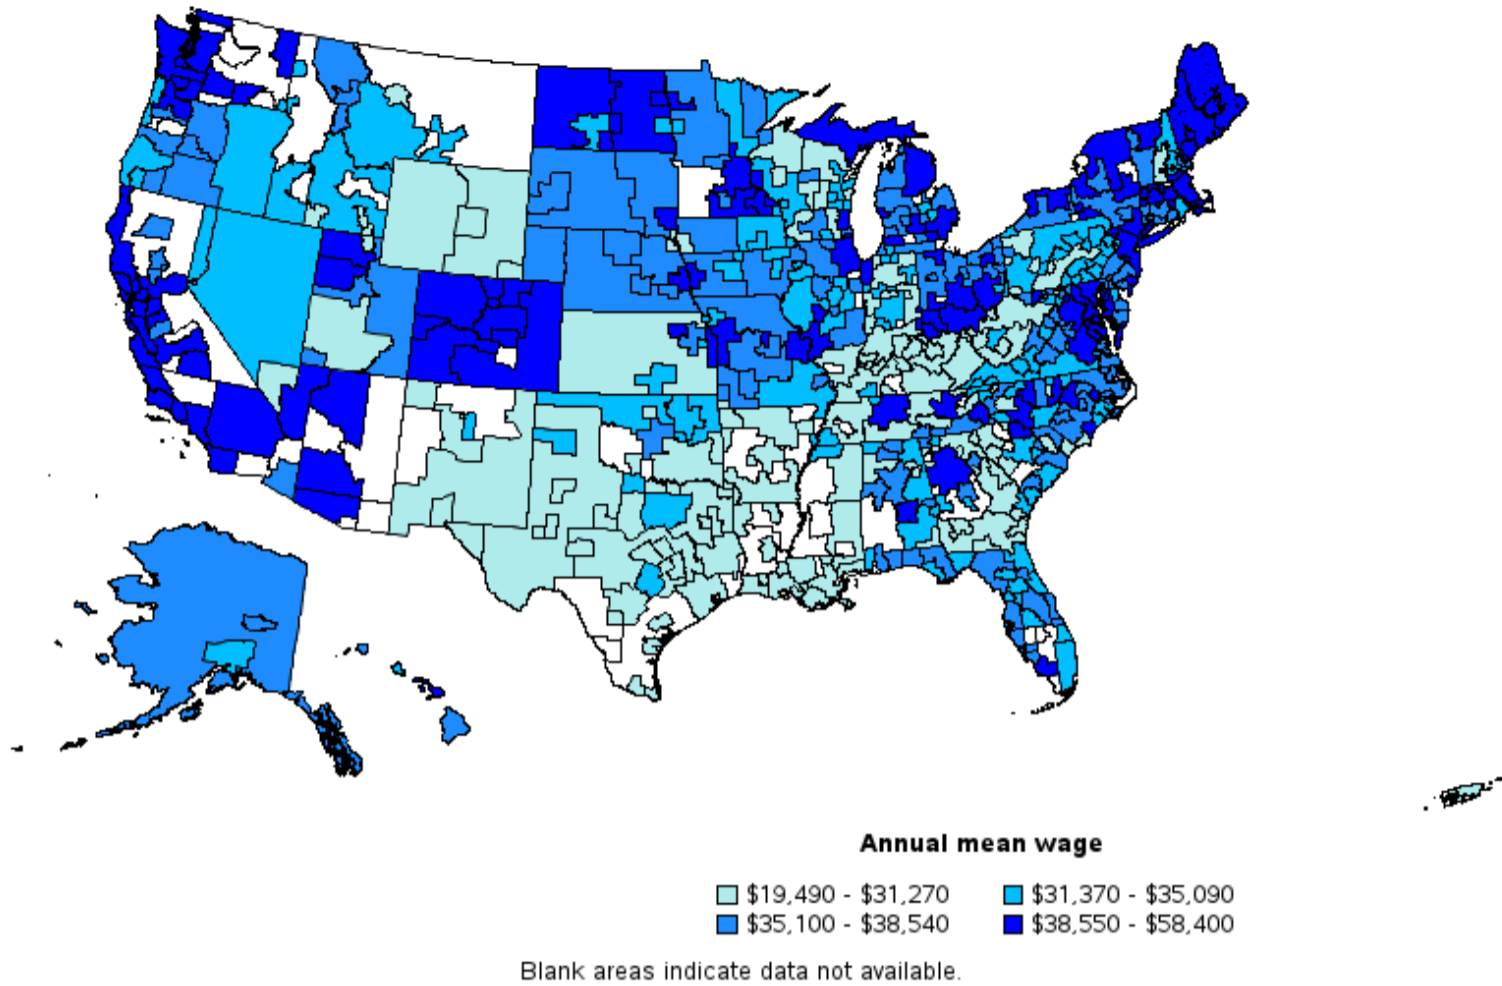 Annual mean wage
$19,490 - $31,270 $31,370 - $35,090
$35,100 - $38,540 $38,550 - $58,400
Blank areas indicate data not available.